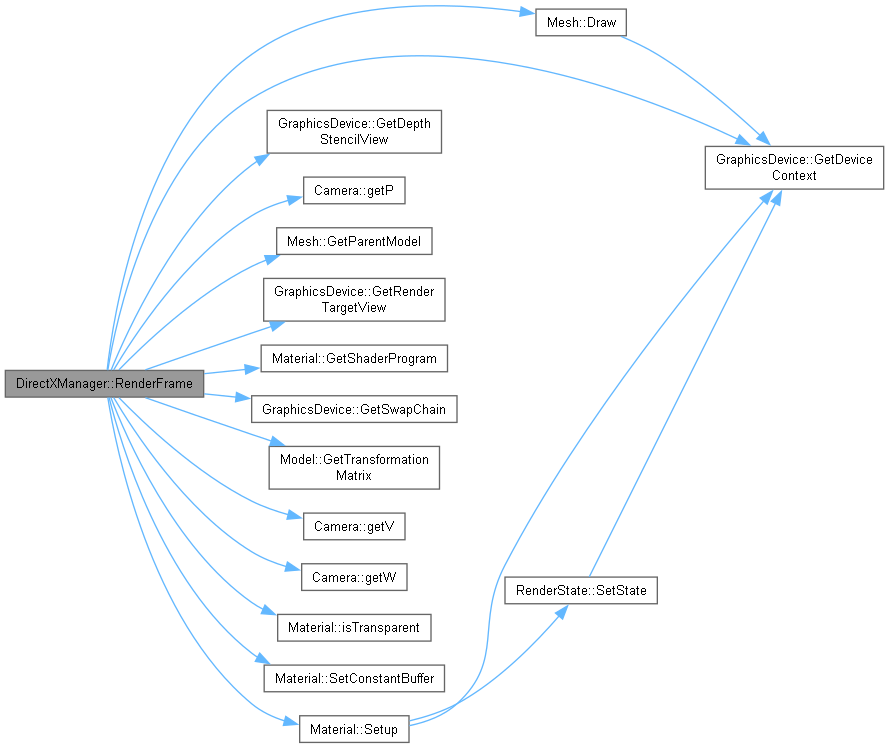 Mesh::Draw
GraphicsDevice::GetDepth
StencilView
GraphicsDevice::GetDevice
Context
Camera::getP
Mesh::GetParentModel
GraphicsDevice::GetRender
TargetView
Material::GetShaderProgram
DirectXManager::RenderFrame
GraphicsDevice::GetSwapChain
Model::GetTransformation
Matrix
Camera::getV
Camera::getW
RenderState::SetState
Material::isTransparent
Material::SetConstantBuffer
Material::Setup